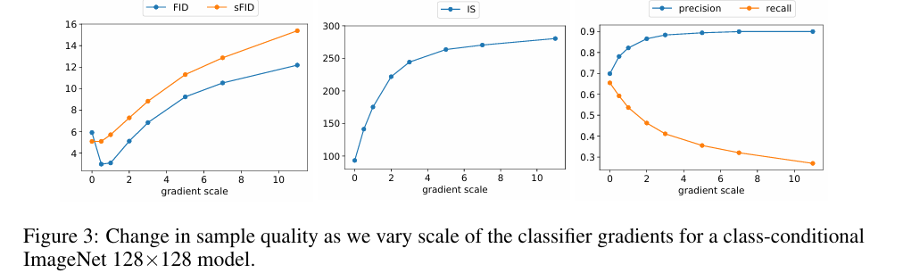 FID sFID
16
14
12
10
8
6
4
0 2 4 6 8 10
gradient scale
IS
300
250
200
150
100
0 2 4 6 8 10
gradient scale
precision recall
0.9
0.8
0.7
0.6
0.5
0.4
0.3
0 2 4 6 8 10
gradient scale
Figure 3: Change in sample quality as we vary scale of the classifier gradients for a class-conditional
ImageNet 128×128 model.